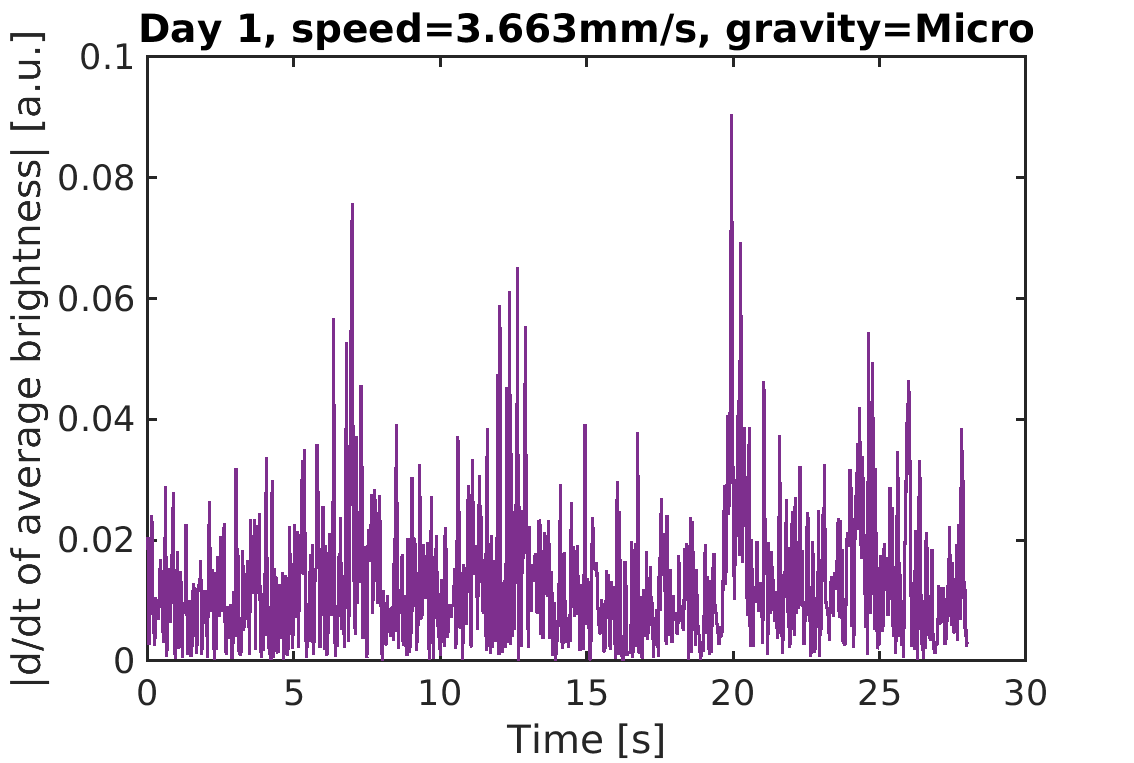 Day 1, speed=3.663mm/s, gravity=Micro
|d/dt of average brightness| [a.u.]
0.1
0.08
0.06
0.04
0.02
0
0 5 10 15 20 25 30
Time [s]